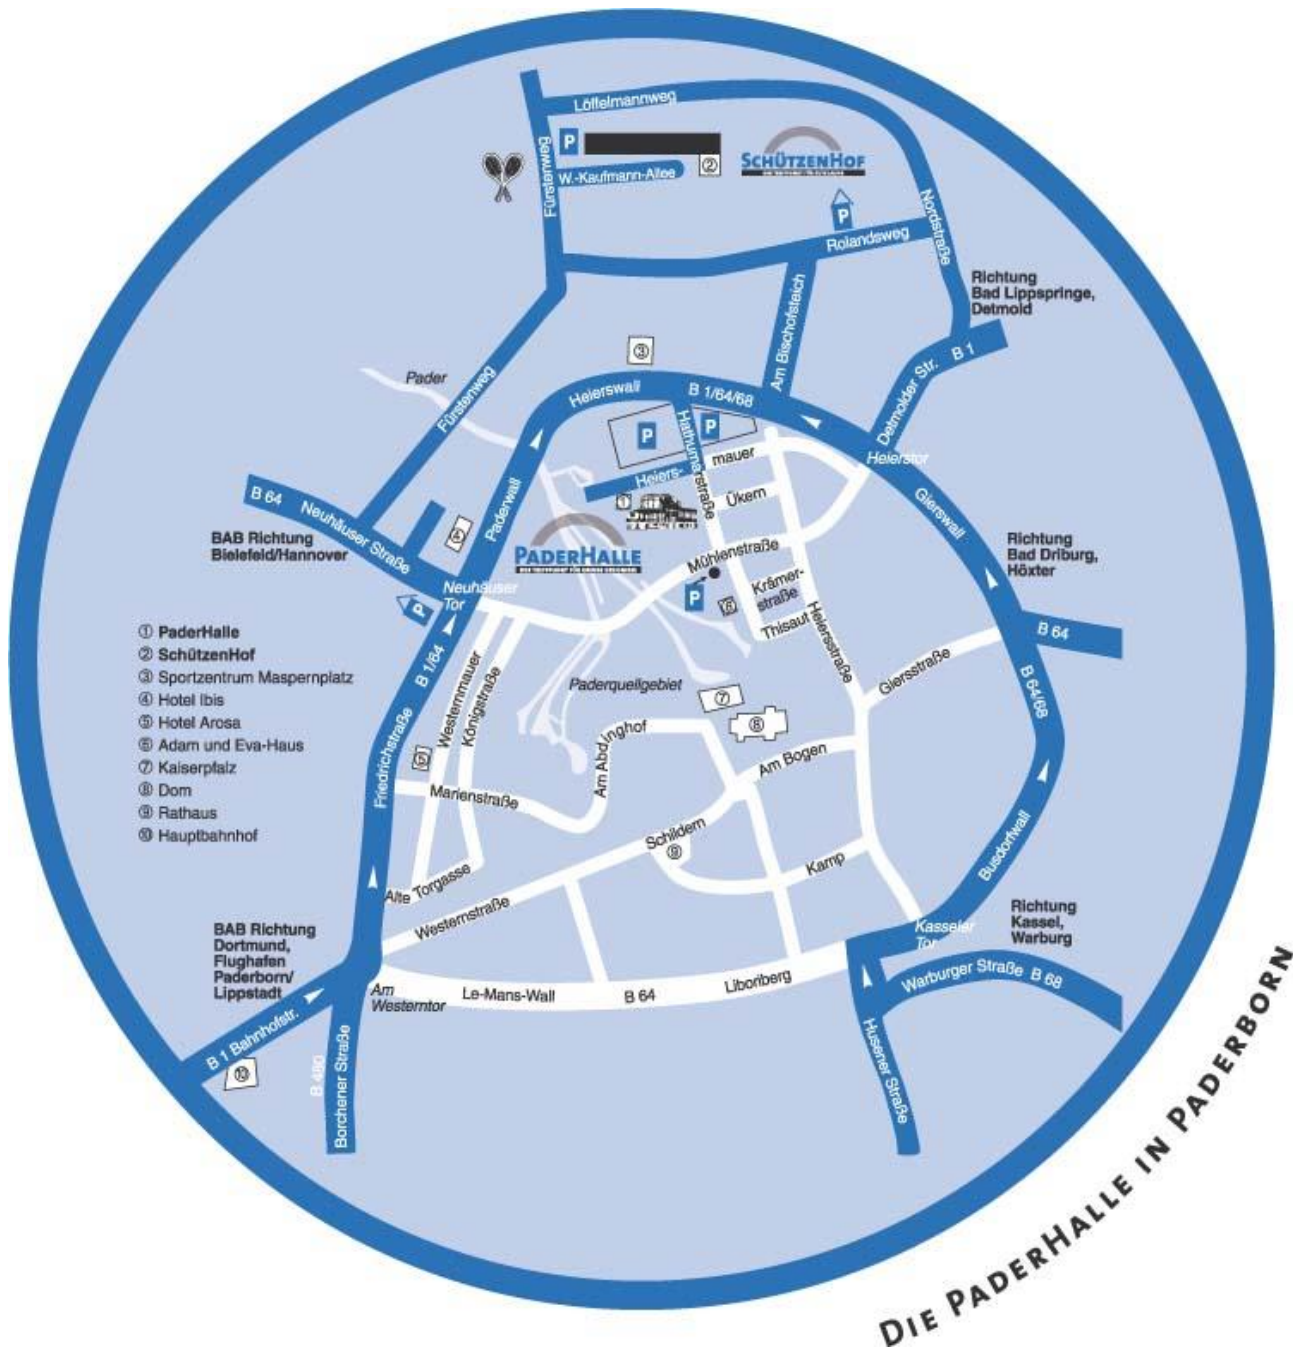 Löffelmannweg
Fürstenweg
P
W.-Kaufmann-Allee
②
SCHÜTZENHOF
P
Nordstraße
Rolandsweg
Am Bischofsteich
Richtung
Bad Lippspringe,
Detmold
Detmolder Str. B 1
③
Pader
Fürstenweg
Heierswall
B 1/64/68
P
P
Hathumarstraße
Heiers-
mauer
Heierstor
Ükern
①
Gierswall
B 64
Neuhäuser Straße
Paderwall
④
PADERHALLE
BAB Richtung
Bielefeld/Hannover
Mühlenstraße
P
Krämer-
straße
Thisaut
Heiersstraße
Richtung
Bad Driburg,
Höxter
B 64
Neuhäuser
Tor
P
B 1/64
Westernmauer
Königstraße
Paderquellgebiet
Giersstraße
B 64/68
① PaderHalle
② SchützenHof
③ Sportzentrum Maspernplatz
④ Hotel Ibis
⑤ Hotel Arosa
⑥ Adam und Eva-Haus
⑦ Kaiserpfalz
⑧ Dom
⑨ Rathaus
⑩ Hauptbahnhof
⑦
⑧
Am Abdinghof
Am Bogen
Friedrichstraße
Marienstraße
Schildern
⑨
Kamp
Busdorfwall
Alte Torgasse
Westernstraße
BAB Richtung
Dortmund,
Flughafen
Paderborn/
Lippstadt
Richtung
Kassel,
Warburg
Kasseler
Tor
Am
Westerntor
Le-Mans-Wall
B 64
Liboriberg
Warburger Straße B 68
B 1 Bahnhofstr.
⑩
B 480
Borchener Straße
Husener Straße
DIE PADERHALLE IN PADERBORN